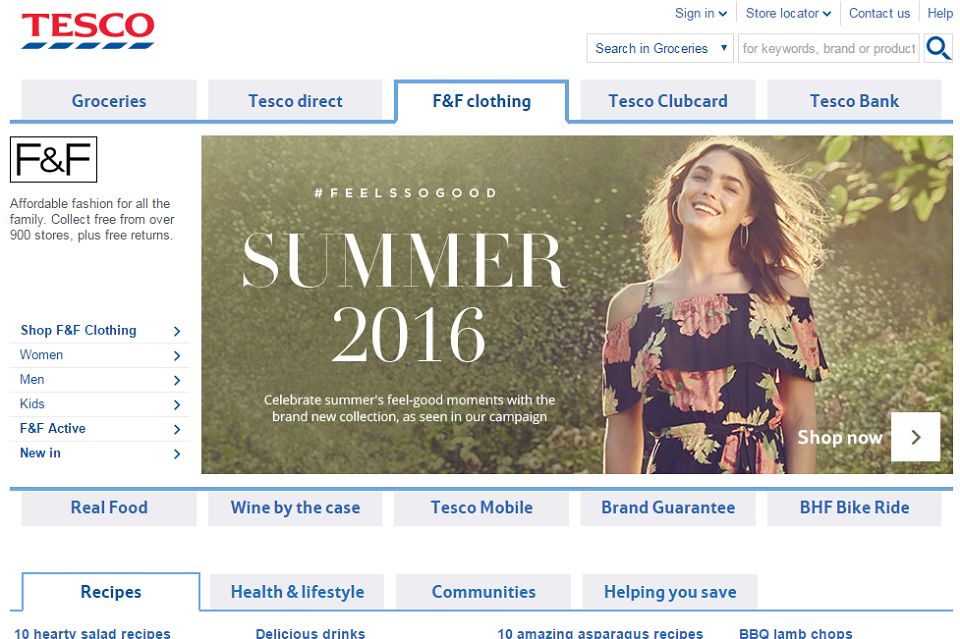 TESCO
Sign in
Store locator
Contact us
Help
Search in Groceries
for keywords, brand or product
Groceries
Tesco direct
F&F clothing
Tesco Clubcard
Tesco Bank
F&F
Affordable fashion for all the
family. Collect free from over
900 stores, plus free returns.
Shop F&F Clothing
Women
Men
Kids
F&F Active
New in
#FEELSSOGOOD
SUMMER
2016
Celebrate summer's feel-good moments with the
brand new collection, as seen in our campaign
Shop now
Real Food
Wine by the case
Tesco Mobile
Brand Guarantee
BHF Bike Ride
Recipes
Health & lifestyle
Communities
Helping you save
10 hearty salad recipes
Delicious drinks
10 amazing asparagus recipes
BBQ lamb chops